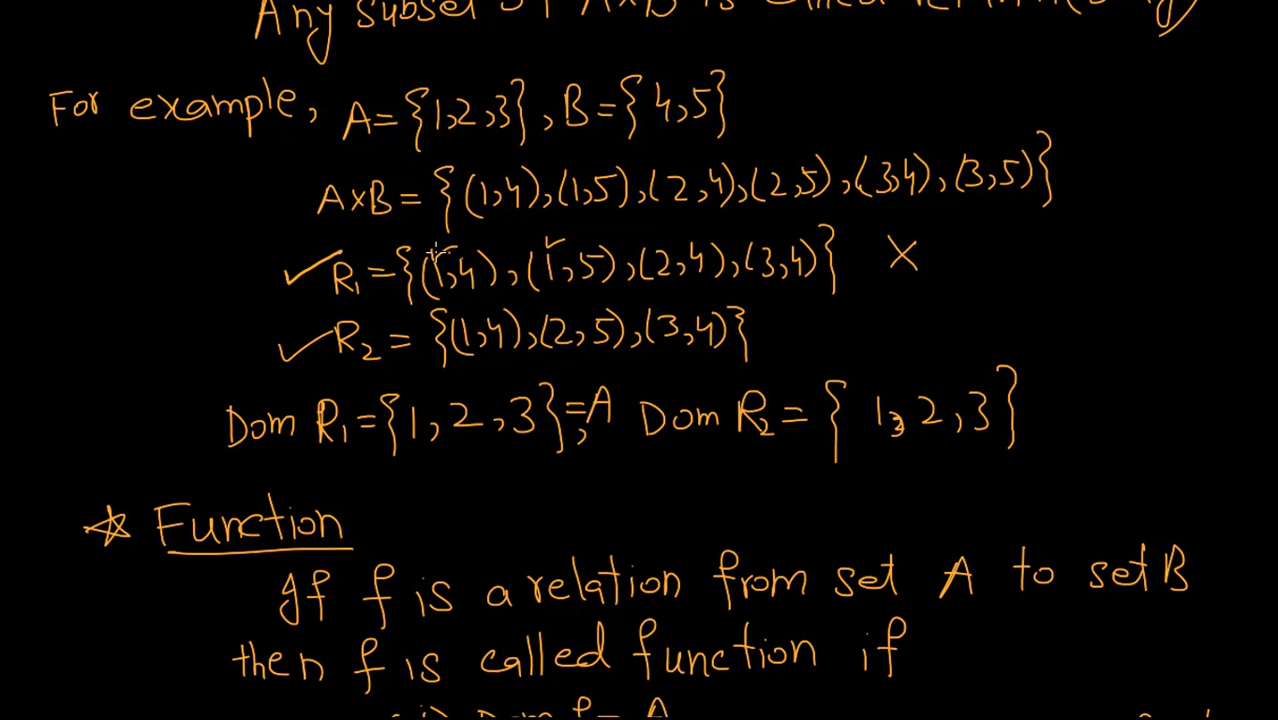 Any subset of A×B is called
For example, A={1,2,3}, B={4,5}
A×B={(1,4),(1,5),(2,4),(2,5),(3,4),(3,5)}
✓ R₁={(1,4),(1,5),(2,4),(3,4)} ×
✓ R₂={(1,4),(2,5),(3,4)}
Dom R₁={1,2,3}=A, Dom R₂={1,2,3}
☆ Function
If f is a relation from set A to set B
then f is called function if
Dom f = A